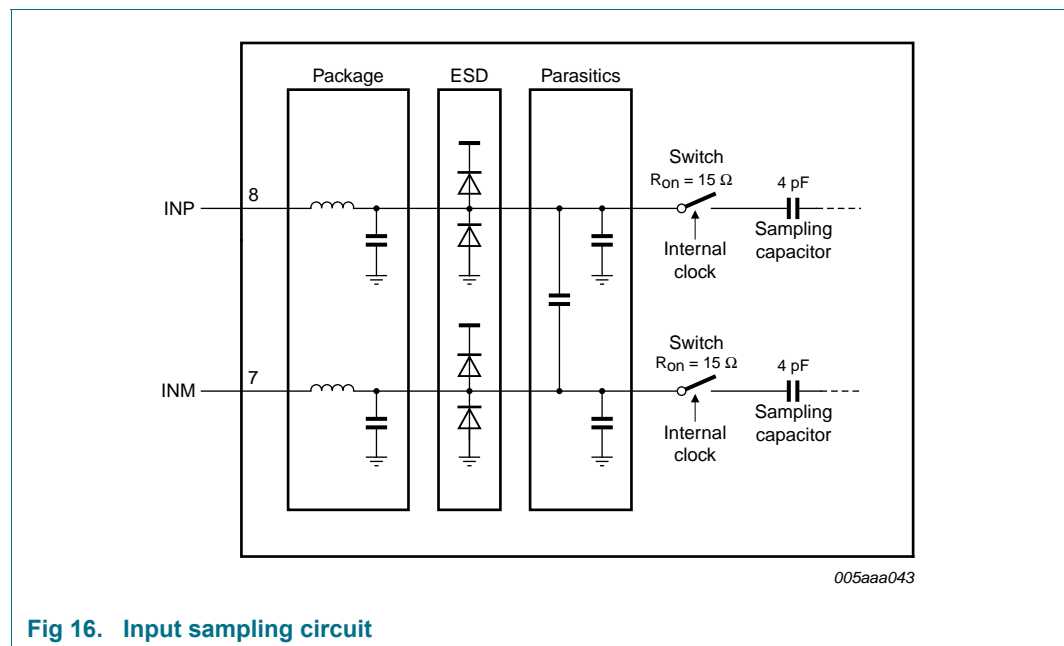 Package
ESD
Parasitics
Switch
Ron = 15 Ω
4 pF
INP
8
Internal
clock
Sampling
capacitor
Switch
Ron = 15 Ω
4 pF
INM
7
Internal
clock
Sampling
capacitor
005aaa043
Fig 16. Input sampling circuit